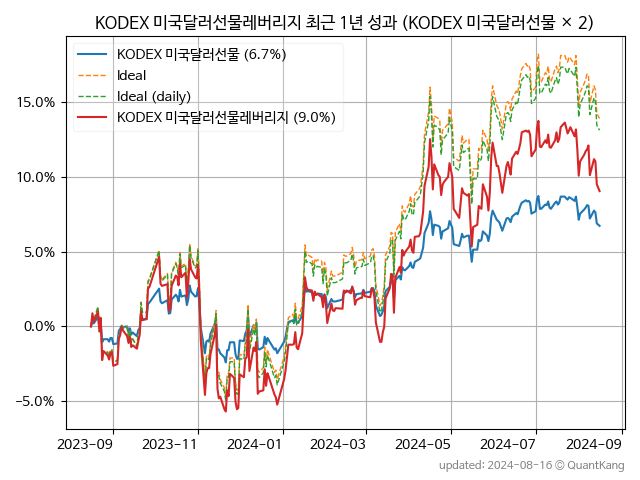 KODEX 미국달러선물레버리지 최근 1년 성과 (KODEX 미국달러선물 × 2)
KODEX 미국달러선물 (6.7%)
Ideal
Ideal (daily)
KODEX 미국달러선물레버리지 (9.0%)
15.0%
10.0%
5.0%
0.0%
−5.0%
2023-09 2023-11 2024-01 2024-03 2024-05 2024-07 2024-09
updated: 2024-08-16 © QuantKang